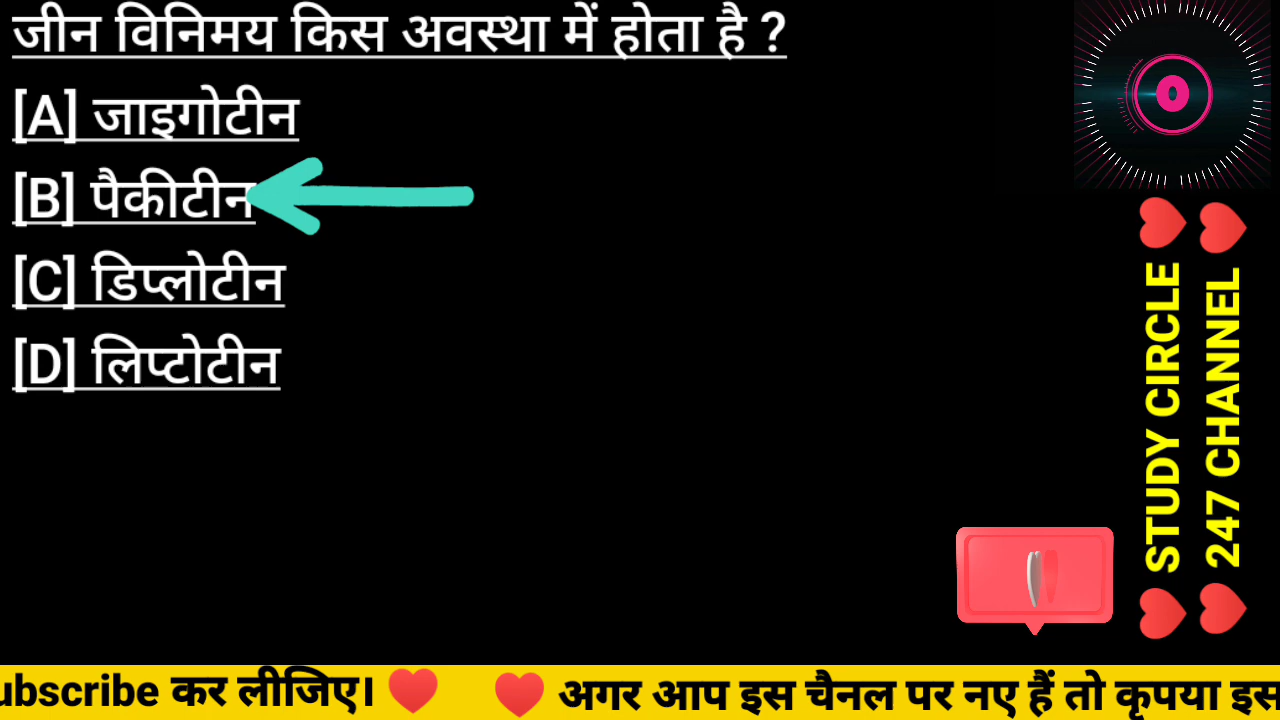 जीन विनिमय किस अवस्था में होता है ?
[A] जाइगोटीन
[B] पैकीटीन
[C] डिप्लोटीन
[D] लिप्टोटीन
STUDY CIRCLE
247 CHANNEL
ubscribe कर लीजिए। अगर आप इस चैनल पर नए हैं तो कृपया इस